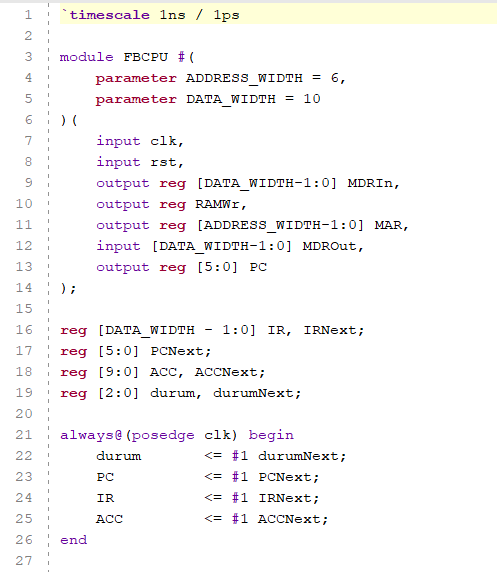 1 `timescale 1ns / 1ps
2
3 module FBCPU #(
4     parameter ADDRESS_WIDTH = 6,
5     parameter DATA_WIDTH = 10
6 )(
7     input clk,
8     input rst,
9     output reg [DATA_WIDTH-1:0] MDRIn,
10     output reg RAMWr,
11     output reg [ADDRESS_WIDTH-1:0] MAR,
12     input [DATA_WIDTH-1:0] MDROut,
13     output reg [5:0] PC
14 );
15
16 reg [DATA_WIDTH - 1:0] IR, IRNext;
17 reg [5:0] PCNext;
18 reg [9:0] ACC, ACCNext;
19 reg [2:0] durum, durumNext;
20
21 always@(posedge clk) begin
22     durum       <= #1 durumNext;
23     PC          <= #1 PCNext;
24     IR          <= #1 IRNext;
25     ACC         <= #1 ACCNext;
26 end
27